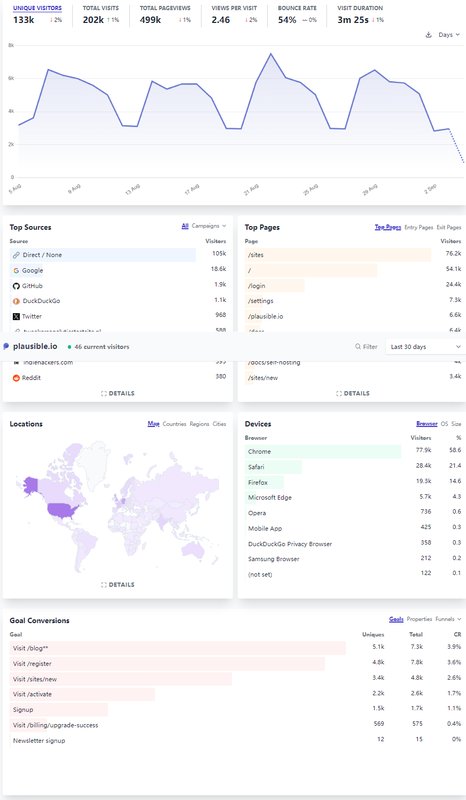 UNIQUE VISITORS TOTAL VISITS TOTAL PAGEVIEWS VIEWS PER VISIT BOUNCE RATE VISIT DURATION
133k ↓ 2% 202k ↑ 1% 499k ↓ 1% 2.46 ↓ 2% 54% — 0% 3m 25s ↓ 1%
Days
8k
6k
4k
2k
0
5 Aug 9 Aug 13 Aug 17 Aug 21 Aug 25 Aug 29 Aug 2 Sep
Top Sources All Campaigns
Source Visitors
Direct / None 105k
Google 18.6k
GitHub 1.9k
DuckDuckGo 1.1k
Twitter 968
Top Pages Top Pages Entry Pages Exit Pages
Page Visitors
/sites 76.2k
/ 54.1k
/login 24.4k
/settings 7.3k
/plausible.io 6.6k
6.4k
plausible.io 46 current visitors Filter Last 30 days
indiehackers.com
Reddit 380
DETAILS
/docs/self-hosting
/sites/new 3.4k
DETAILS
Locations Map Countries Regions Cities
DETAILS
Devices Browser OS Size
Browser Visitors %
Chrome 77.9k 58.6
Safari 28.4k 21.4
Firefox 19.3k 14.6
Microsoft Edge 5.7k 4.3
Opera 736 0.6
Mobile App 425 0.3
DuckDuckGo Privacy Browser 358 0.3
Samsung Browser 212 0.2
(not set) 122 0.1
Goal Conversions Goals Properties Funnels
Goal Uniques Total CR
Visit /blog** 5.1k 7.3k 3.9%
Visit /register 4.8k 7.8k 3.6%
Visit /sites/new 3.4k 4.8k 2.6%
Visit /activate 2.2k 2.6k 1.7%
Signup 1.5k 1.7k 1.1%
Visit /billing/upgrade-success 569 575 0.4%
Newsletter signup 12 15 0%